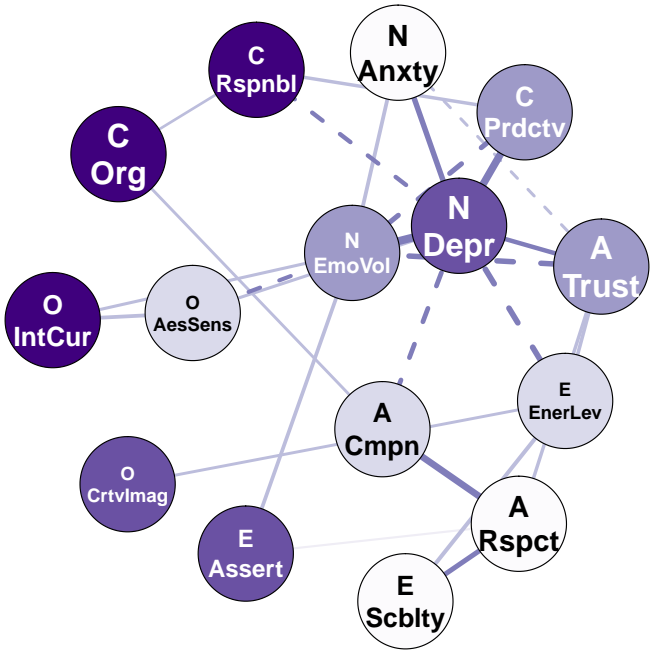 N
Anxty
C
Rspnbl
C
Prdctv
C
Org
N
Depr
N
EmoVol
A
Trust
O
IntCur
O
AesSens
E
EnerLev
A
Cmpn
O
CrtvImag
A
Rspct
E
Assert
E
Scblty